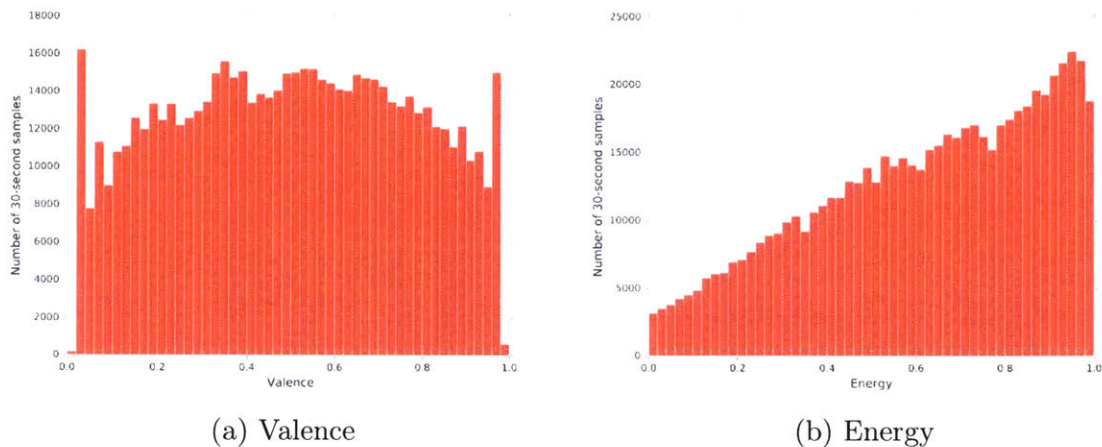 18000
16000
14000
12000
10000
8000
6000
4000
2000
0
0.0 0.2 0.4 0.6 0.8 1.0
Number of 30-second samples
Valence
(a) Valence
25000
20000
15000
10000
5000
0
0.0 0.2 0.4 0.6 0.8 1.0
Number of 30-second samples
Energy
(b) Energy